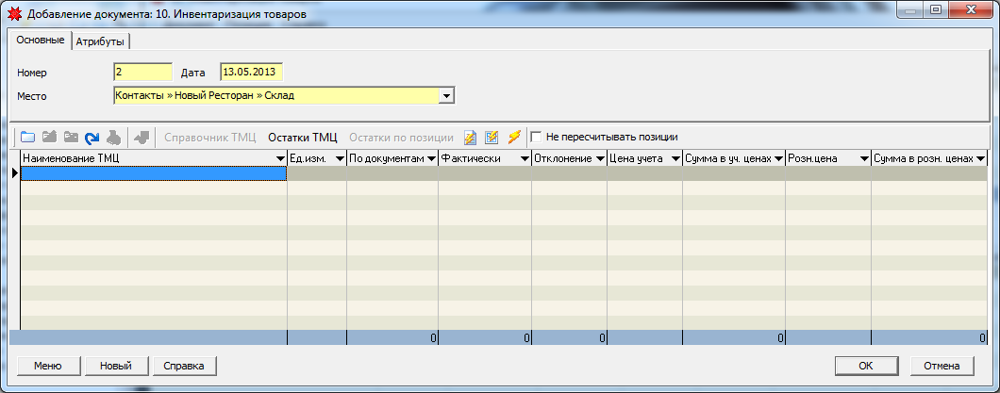 Добавление документа: 10. Инвентаризация товаров
Основные Атрибуты
Номер 2 Дата 13.05.2013
Место Контакты » Новый Ресторан » Склад
Справочник ТМЦ Остатки ТМЦ Остатки по позиции Не пересчитывать позиции
Наименование ТМЦ Ед.изм. По документам Фактически Отклонение Цена учета Сумма в уч. ценах Розн.цена Сумма в розн. ценах
0 0 0 0 0
Меню Новый Справка ОК Отмена